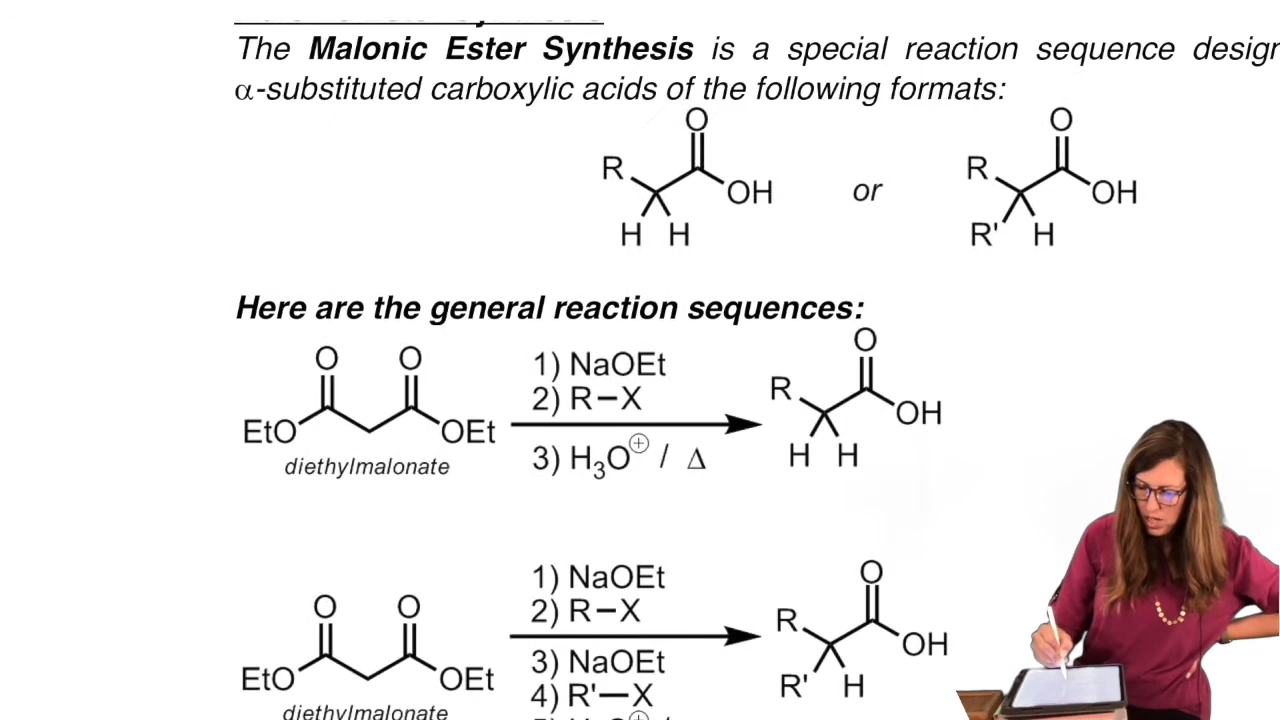 The Malonic Ester Synthesis is a special reaction sequence
α-substituted carboxylic acids of the following formats:
O O
R OH or R OH
H H R' H
Here are the general reaction sequences:
O O 1) NaOEt O
2) R–X R
EtO OEt OH
diethylmalonate 3) H3O⊕ / Δ H H
1) NaOEt O
O O 2) R–X R
OH
EtO OEt 3) NaOEt
diethylmalonate 4) R'–X R' H